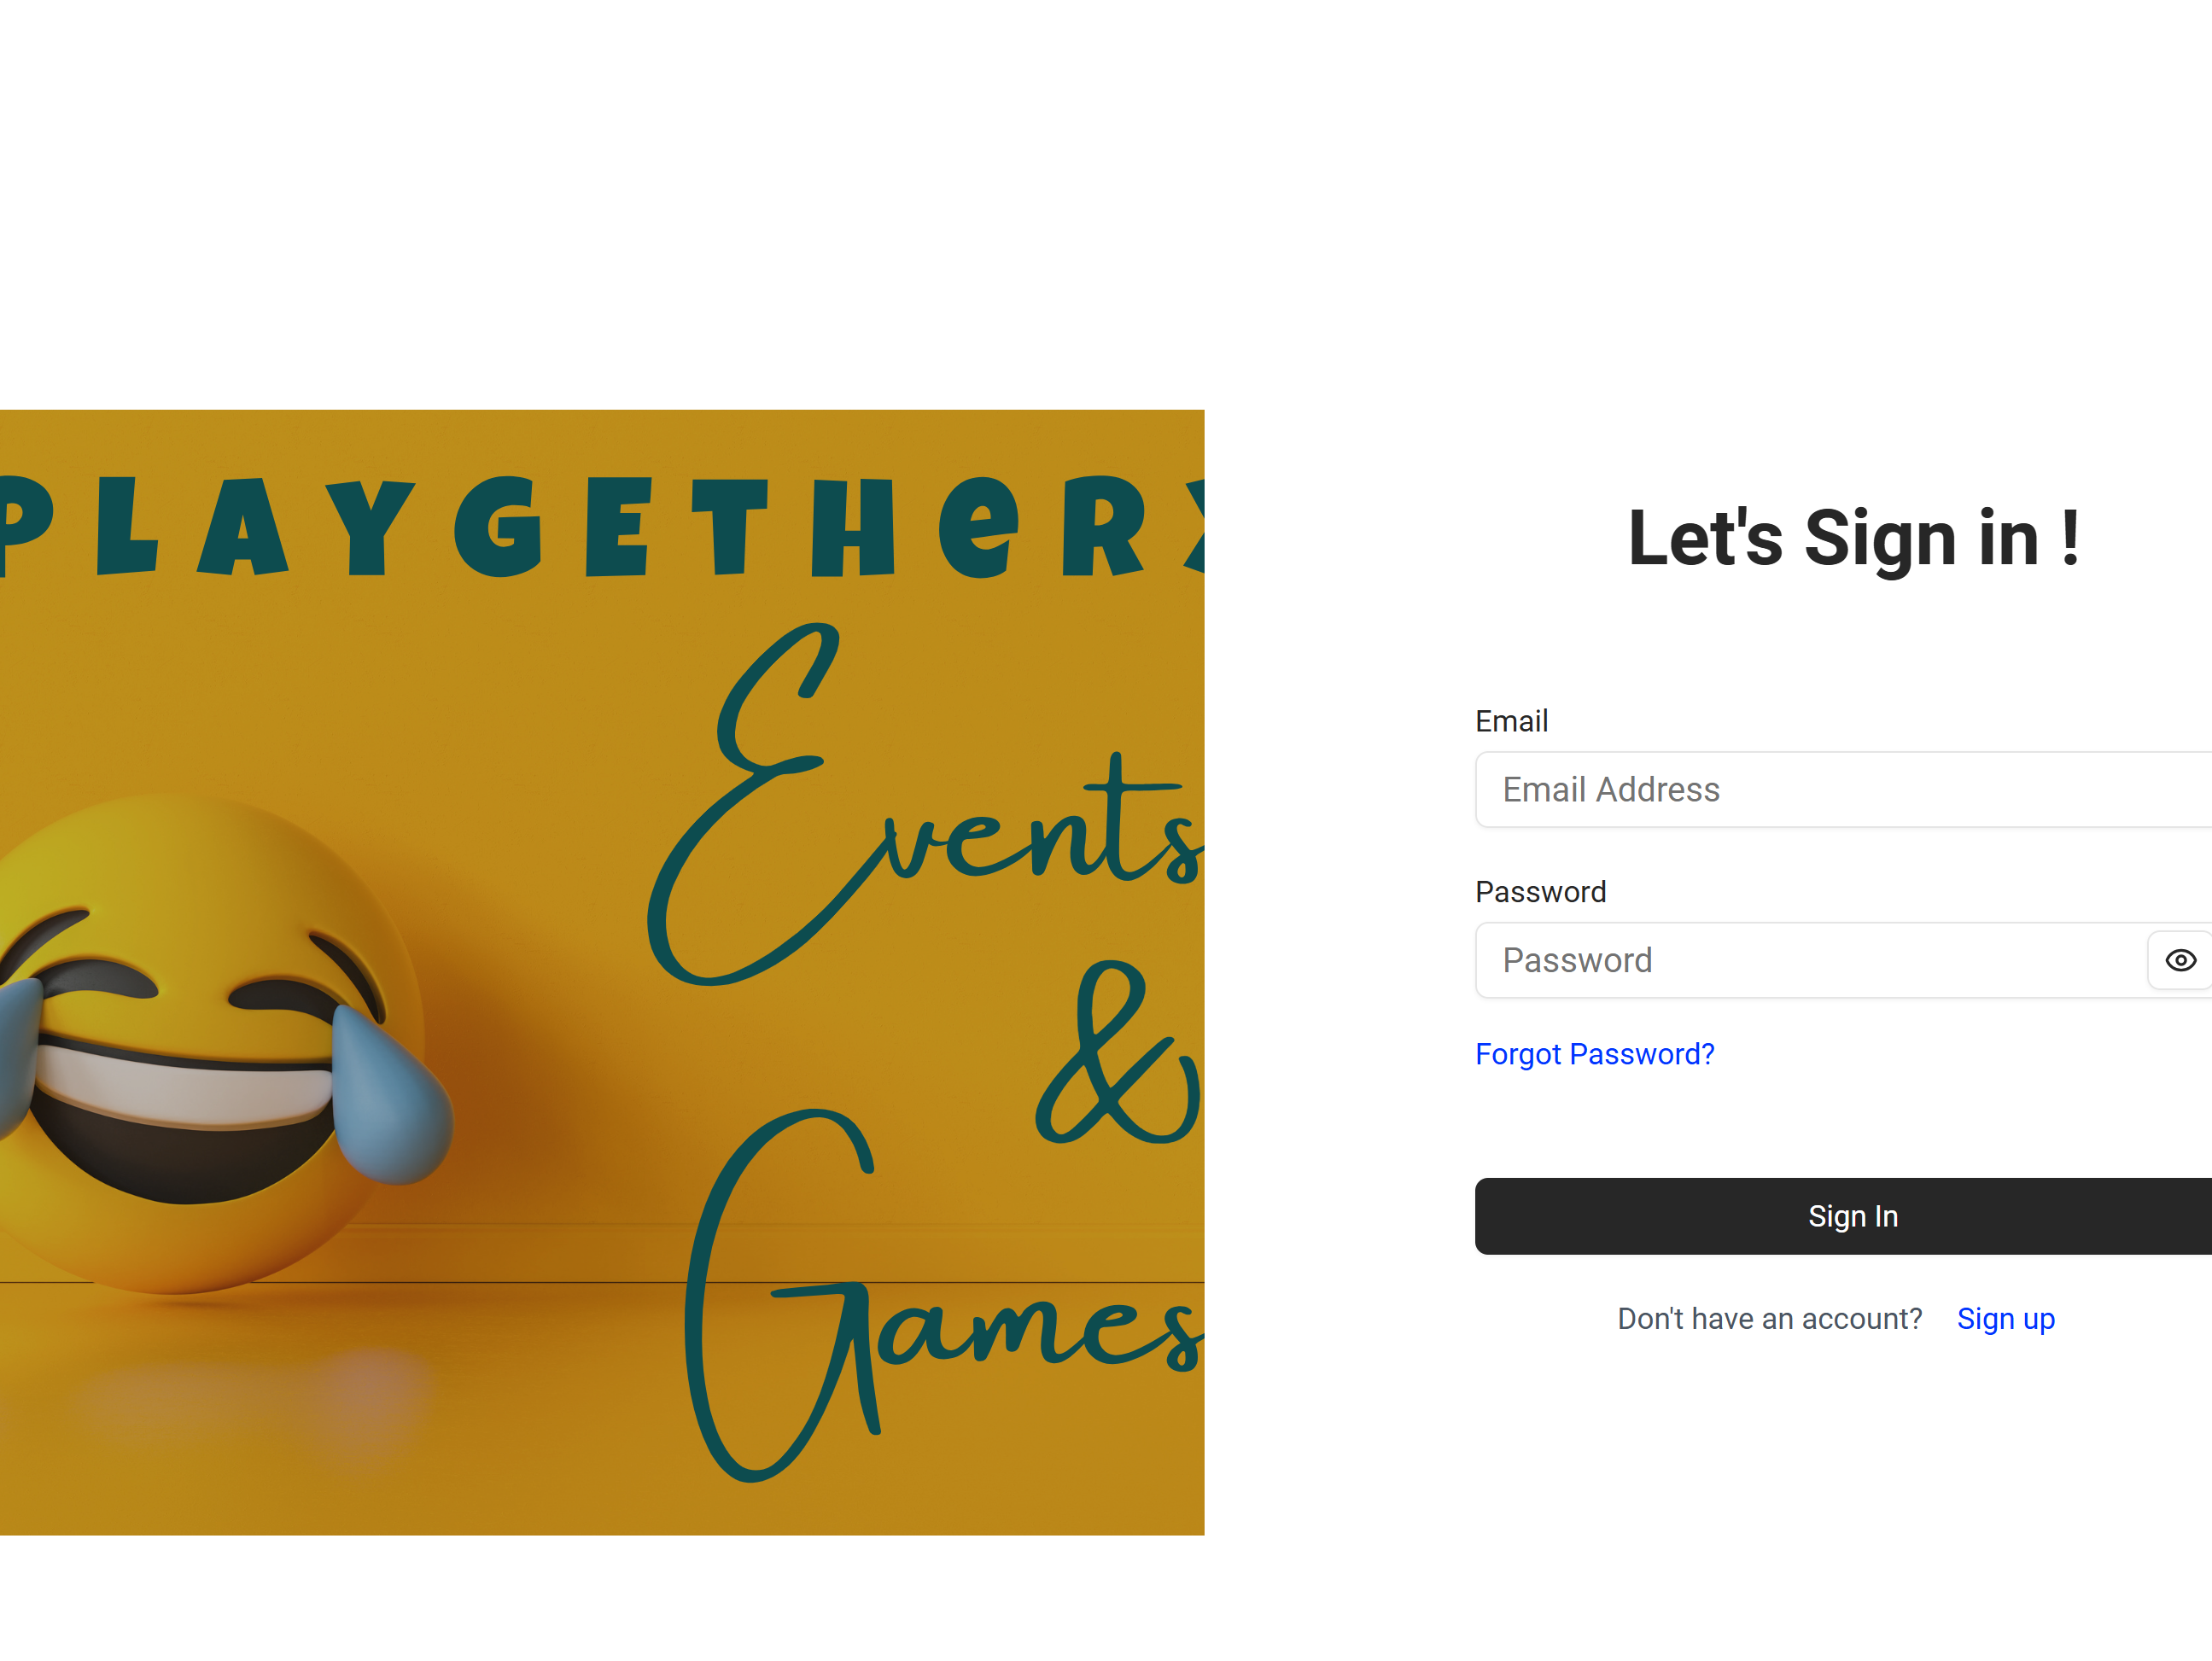 PLAYGETHeRX
Events
&
Games
Let's Sign in !
Email
Email Address
Password
Password
Forgot Password?
Sign In
Don't have an account? Sign up